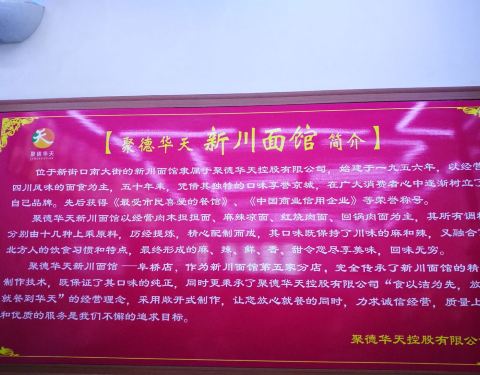 聚德华天
【聚德华天 新川面馆 简介】
位于新街口南大街的新川面馆隶属于聚德华天控股有限公司，始建于一九五六年，以经营
四川风味的面食为主，五十年来，凭借其独特的口味享誉京城，在广大消费者心中逐渐树立了
自己品牌。先后获得《最受市民喜爱的餐馆》、《中国商业信用企业》等荣誉称号。
聚德华天新川面馆以经营肉末担担面、麻辣凉面、红烧肉面、回锅肉面为主，其所有调料
分别由十几种上乘原料，历经提炼，精心配制而成，其口味既保持了川味的麻和辣，又融合
北方人的饮食习惯和特点，最终形成的麻、辣、鲜、香、甜令您尽享美味，回味无穷。
聚德华天新川面馆——阜桥店，作为新川面馆第五家分店，完全传承了新川面馆的精
制作技术，既保证了其口味的纯正，同时更秉承了聚德华天控股有限公司“食以洁为先，放
就餐到华天”的经营理念，采用敞开式制作，让您放心就餐的同时，力求诚信经营，质量上
和优质的服务是我们不懈的追求目标。
聚德华天控股有限公